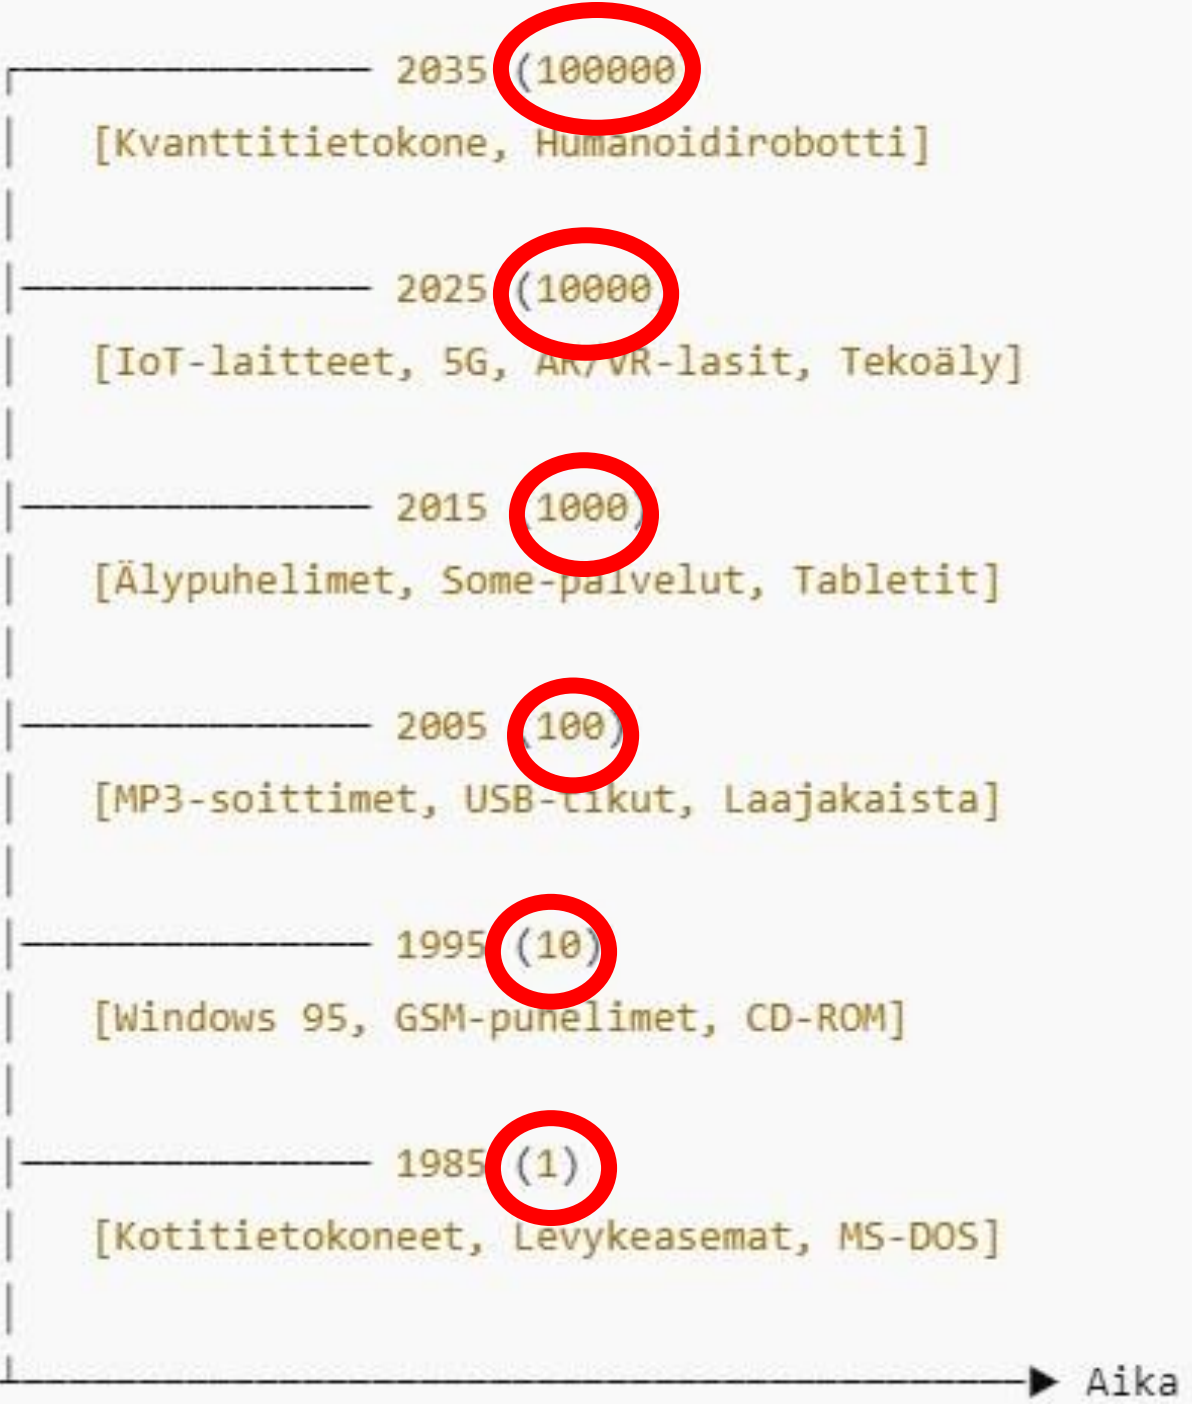 2035 (100000
[Kvanttitietokone, Humanoidirobotti]
2025 (10000
[IoT-laitteet, 5G, AR/VR-lasit, Tekoäly]
2015 (1000)
[Älypuhelimet, Some-palvelut, Tabletit]
2005 (100)
[MP3-soittimet, USB-tikut, Laajakaista]
1995 (10)
[Windows 95, GSM-puhelimet, CD-ROM]
1985 (1)
[Kotitietokoneet, Levykeasemat, MS-DOS]
Aika